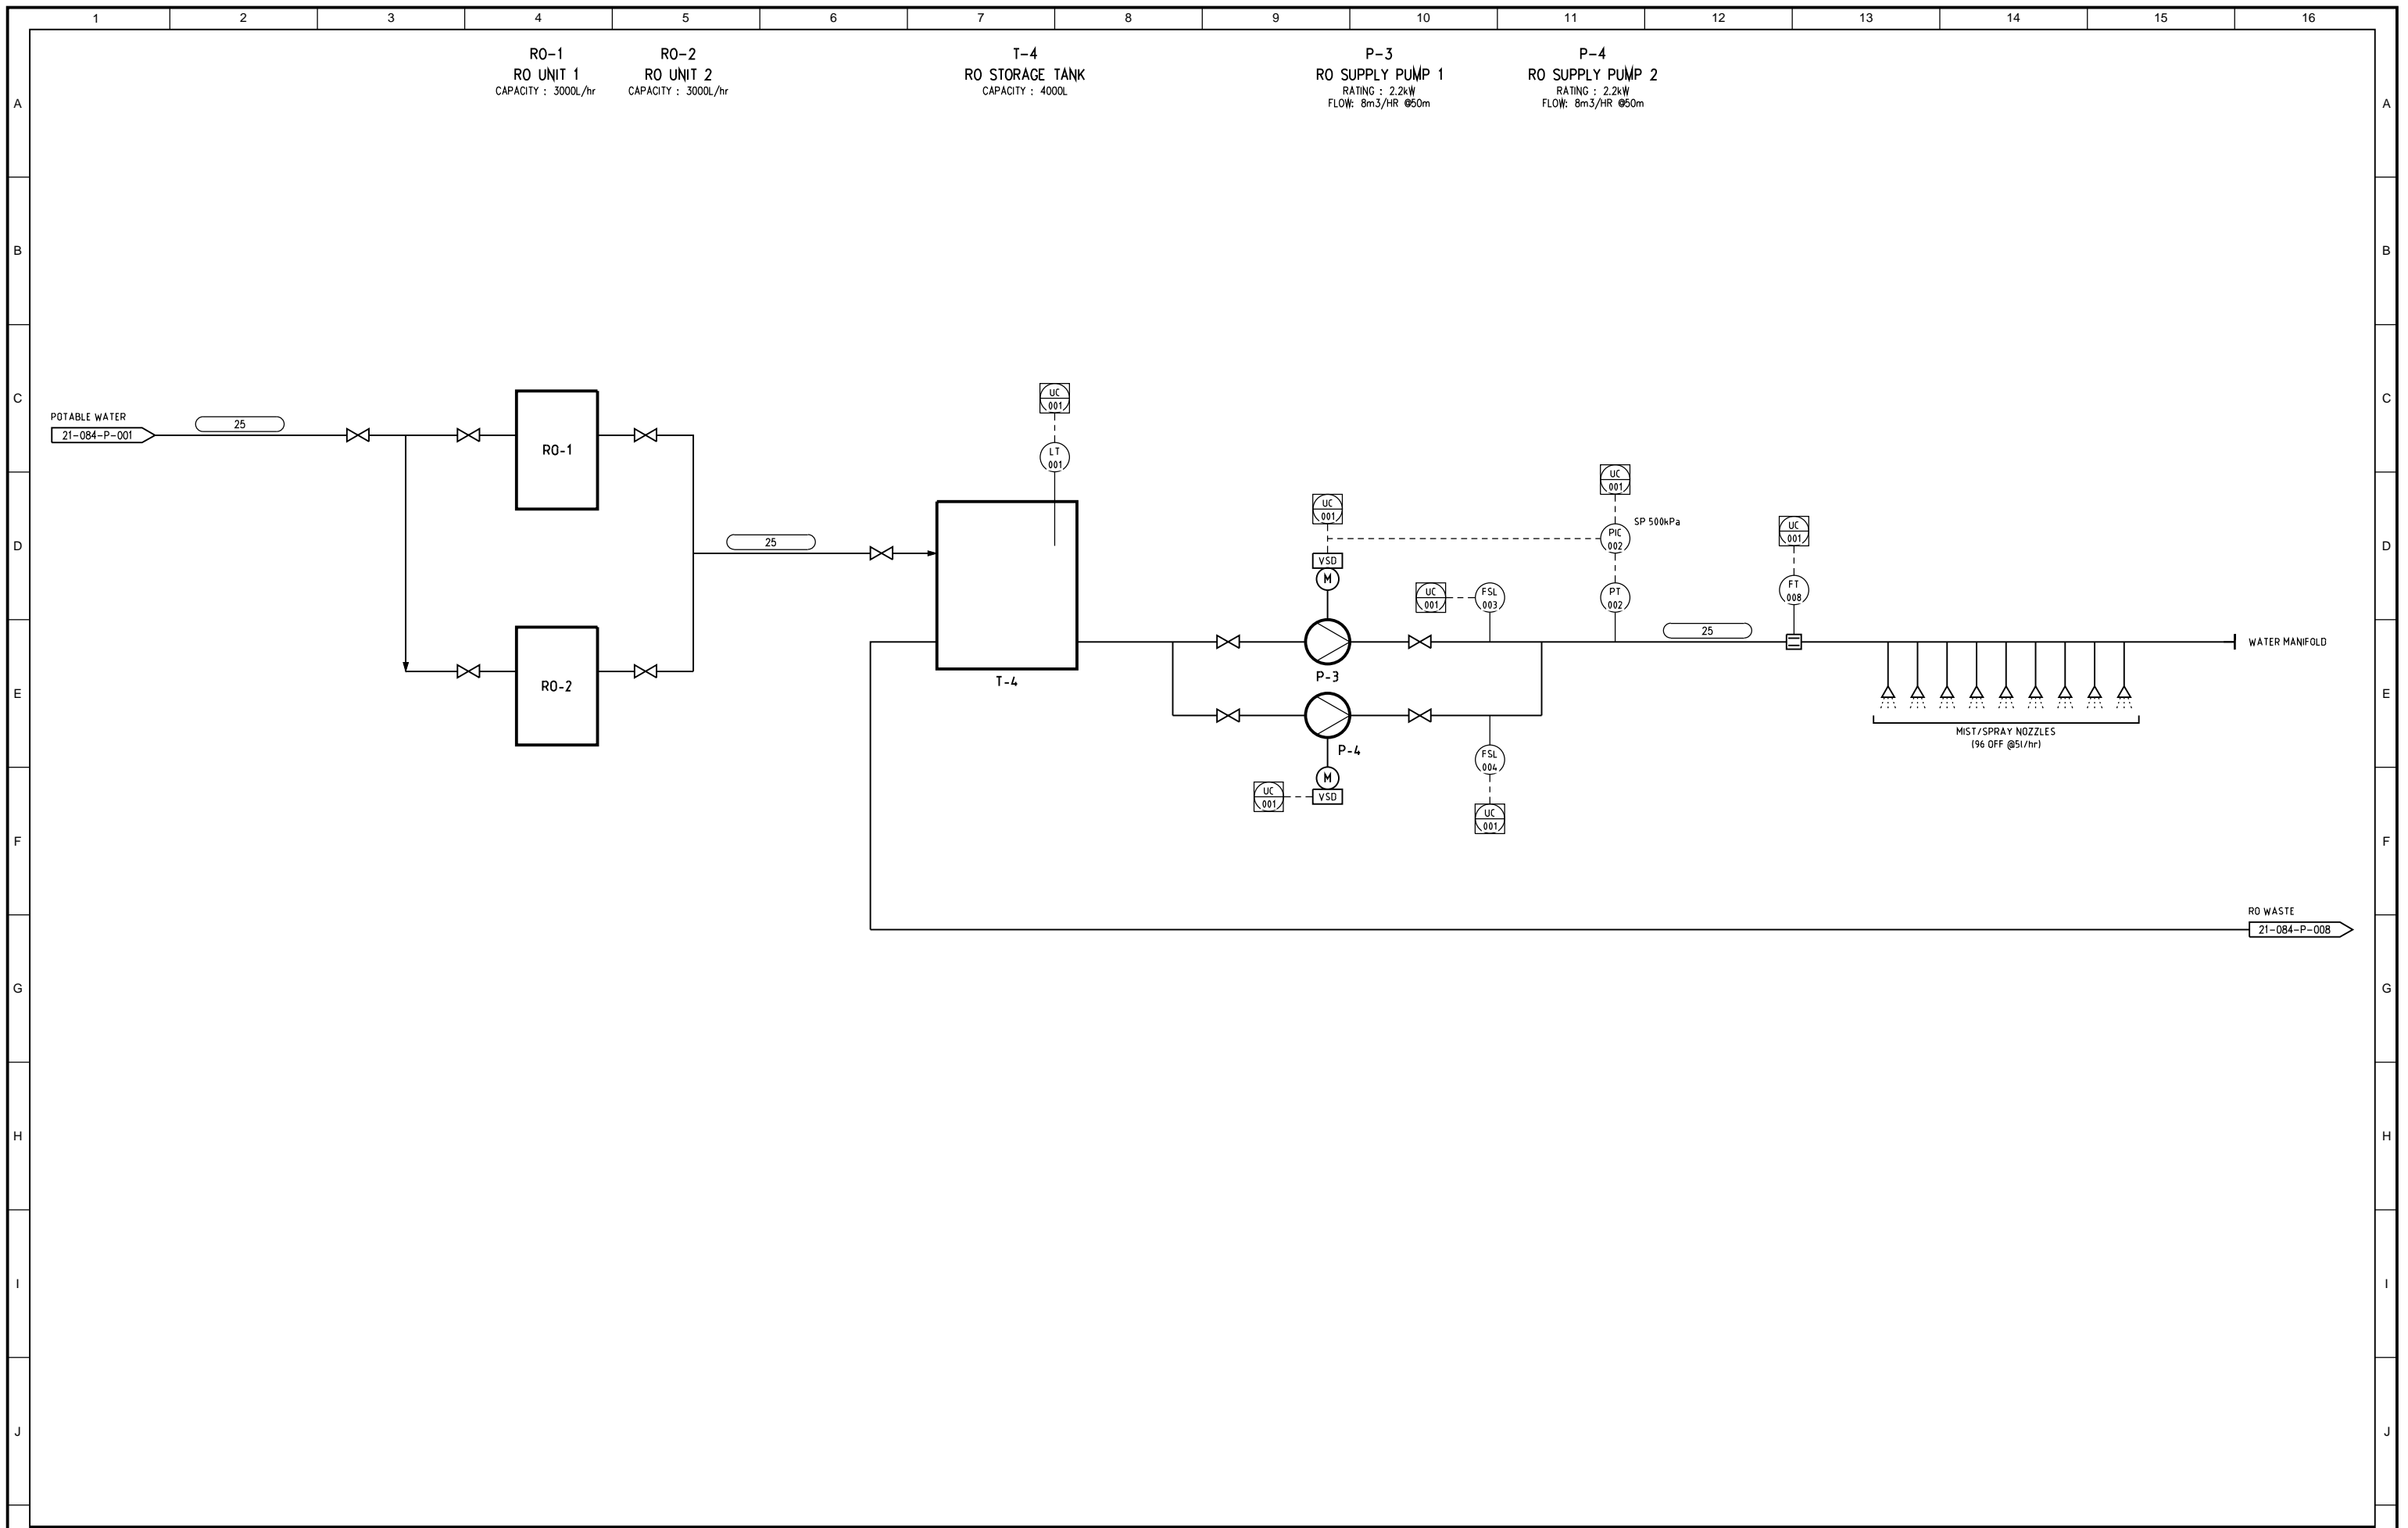 1 2 3 4 5 6 7 8 9 10 11 12 13 14 15 16
RO-1
RO UNIT 1
CAPACITY : 3000L/hr
RO-2
RO UNIT 2
CAPACITY : 3000L/hr
T-4
RO STORAGE TANK
CAPACITY : 4000L
P-3
RO SUPPLY PUMP 1
RATING : 2.2kW
FLOW: 8m3/HR @50m
P-4
RO SUPPLY PUMP 2
RATING : 2.2kW
FLOW: 8m3/HR @50m
A A
B B
C C
POTABLE WATER
21-084-P-001
25
RO-1
UC
001
LT
001
D D
25
UC
001
VSD
M
UC
001
PIC
002
SP 500kPa
UC
001
FSL
003
PT
002
UC
001
FT
008
25
WATER MANIFOLD
E E
RO-2
T-4
P-3
P-4
MIST/SPRAY NOZZLES
(96 OFF @5l/hr)
M
VSD
UC
001
FSL
004
UC
001
F F
RO WASTE
21-084-P-008
G G
H H
I I
J J